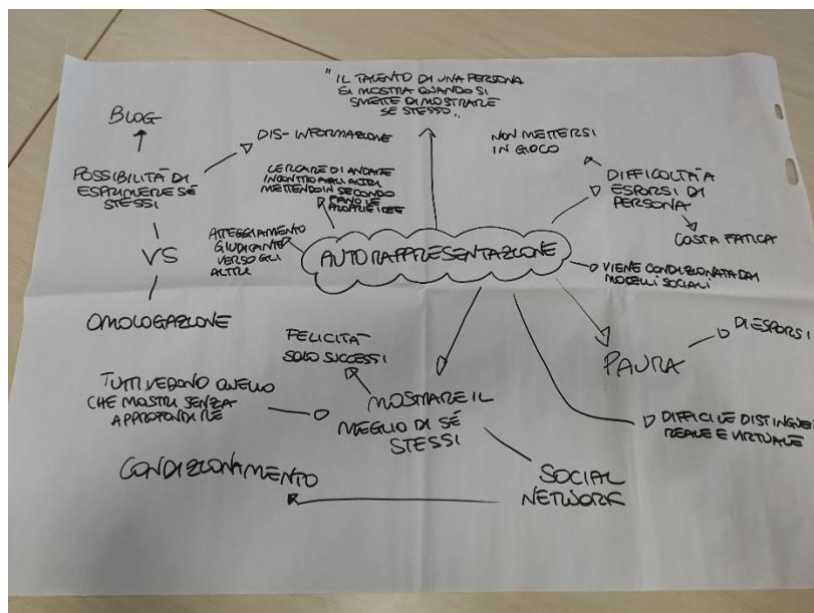 "IL TALENTO DI UNA PERSONA
SI MOSTRA QUANDO SI
SMETTE DI MOSTRARE
SE STESSO"
BLOG
DIS-INFORMAZIONE
POSSIBILITÀ DI
ESPRIMERE SÉ
STESSI
VS
OMOLOGAZIONE
CERCARE DI ANDARE
INCONTRO AGLI ALTRI
METTENDO IN SECONDO
PIANO LE
PROPRIE IDEE
ATTEGGIAMENTO
GIUDICANTE
VERSO GLI
ALTRI
AUTORAPPRESENTAZIONE
NON METTERSI
IN GIOCO
DIFFICOLTÀ A
ESPORSI DI
PERSONA
COSTA FATICA
VIENE CONDIZIONATA DAI
MODELLI SOCIALI
PAURA
DI ESPORSI
DIFFICILE DISTINGUE
REALE E VIRTUALE
FELICITÀ
SOLO SUCCESSI
TUTTI VEDONO QUELLO
CHE MOSTRI SENZA
APPROFONDIRE
MOSTRARE IL
MEGLIO DI SÉ
STESSI
SOCIAL
NETWORK
CONDIZIONAMENTO